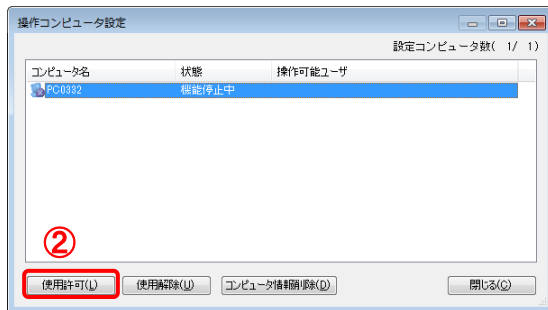 操作コンピュータ設定
設定コンピュータ数( 1/ 1)
コンピュータ名 状態 操作可能ユーザ
PC0332 機能停止中
②
使用許可(L) 使用解除(U) コンピュータ情報削除(D) 閉じる(C)